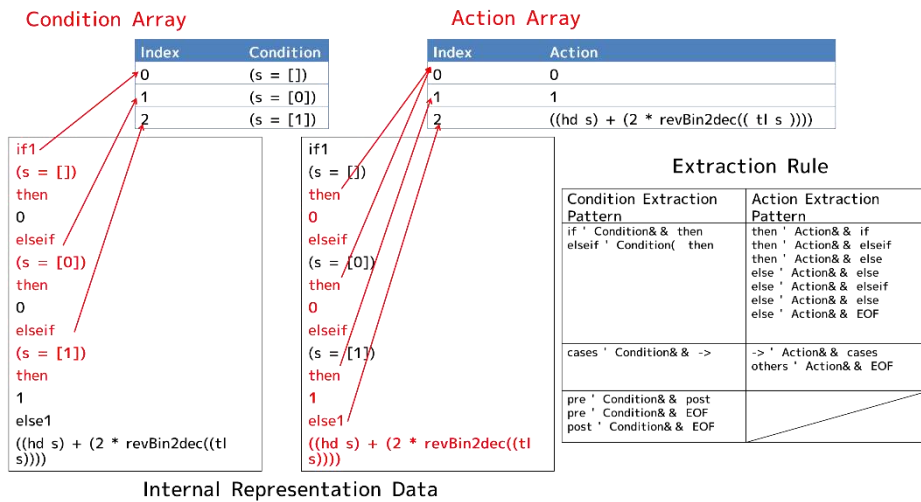 Condition Array
Index Condition
0 (s = [])
1 (s = [0])
2 (s = [1])
Action Array
Index Action
0 0
1 1
2 ((hd s) + (2 * revBin2dec(( tl s ))))
if1
(s = [])
then
0
elseif
(s = [0])
then
0
elseif
(s = [1])
then
1
else1
((hd s) + (2 * revBin2dec((tl
s))))
if1
(s = [])
then
0
elseif
(s = [0])
then
0
elseif
(s = [1])
then
1
else1
((hd s) + (2 * revBin2dec((tl
s))))
Internal Representation Data
Extraction Rule
Condition Extraction
Pattern
Action Extraction
Pattern
if ' Condition& & then
elseif ' Condition( then
then ' Action& & if
then ' Action& & elseif
then ' Action& & else
else ' Action& & else
else ' Action& & elseif
else ' Action& & else
else ' Action& & EOF
cases ' Condition& & ->
-> ' Action& & cases
others ' Action& & EOF
pre ' Condition& & post
pre ' Condition& & EOF
post ' Condition& & EOF